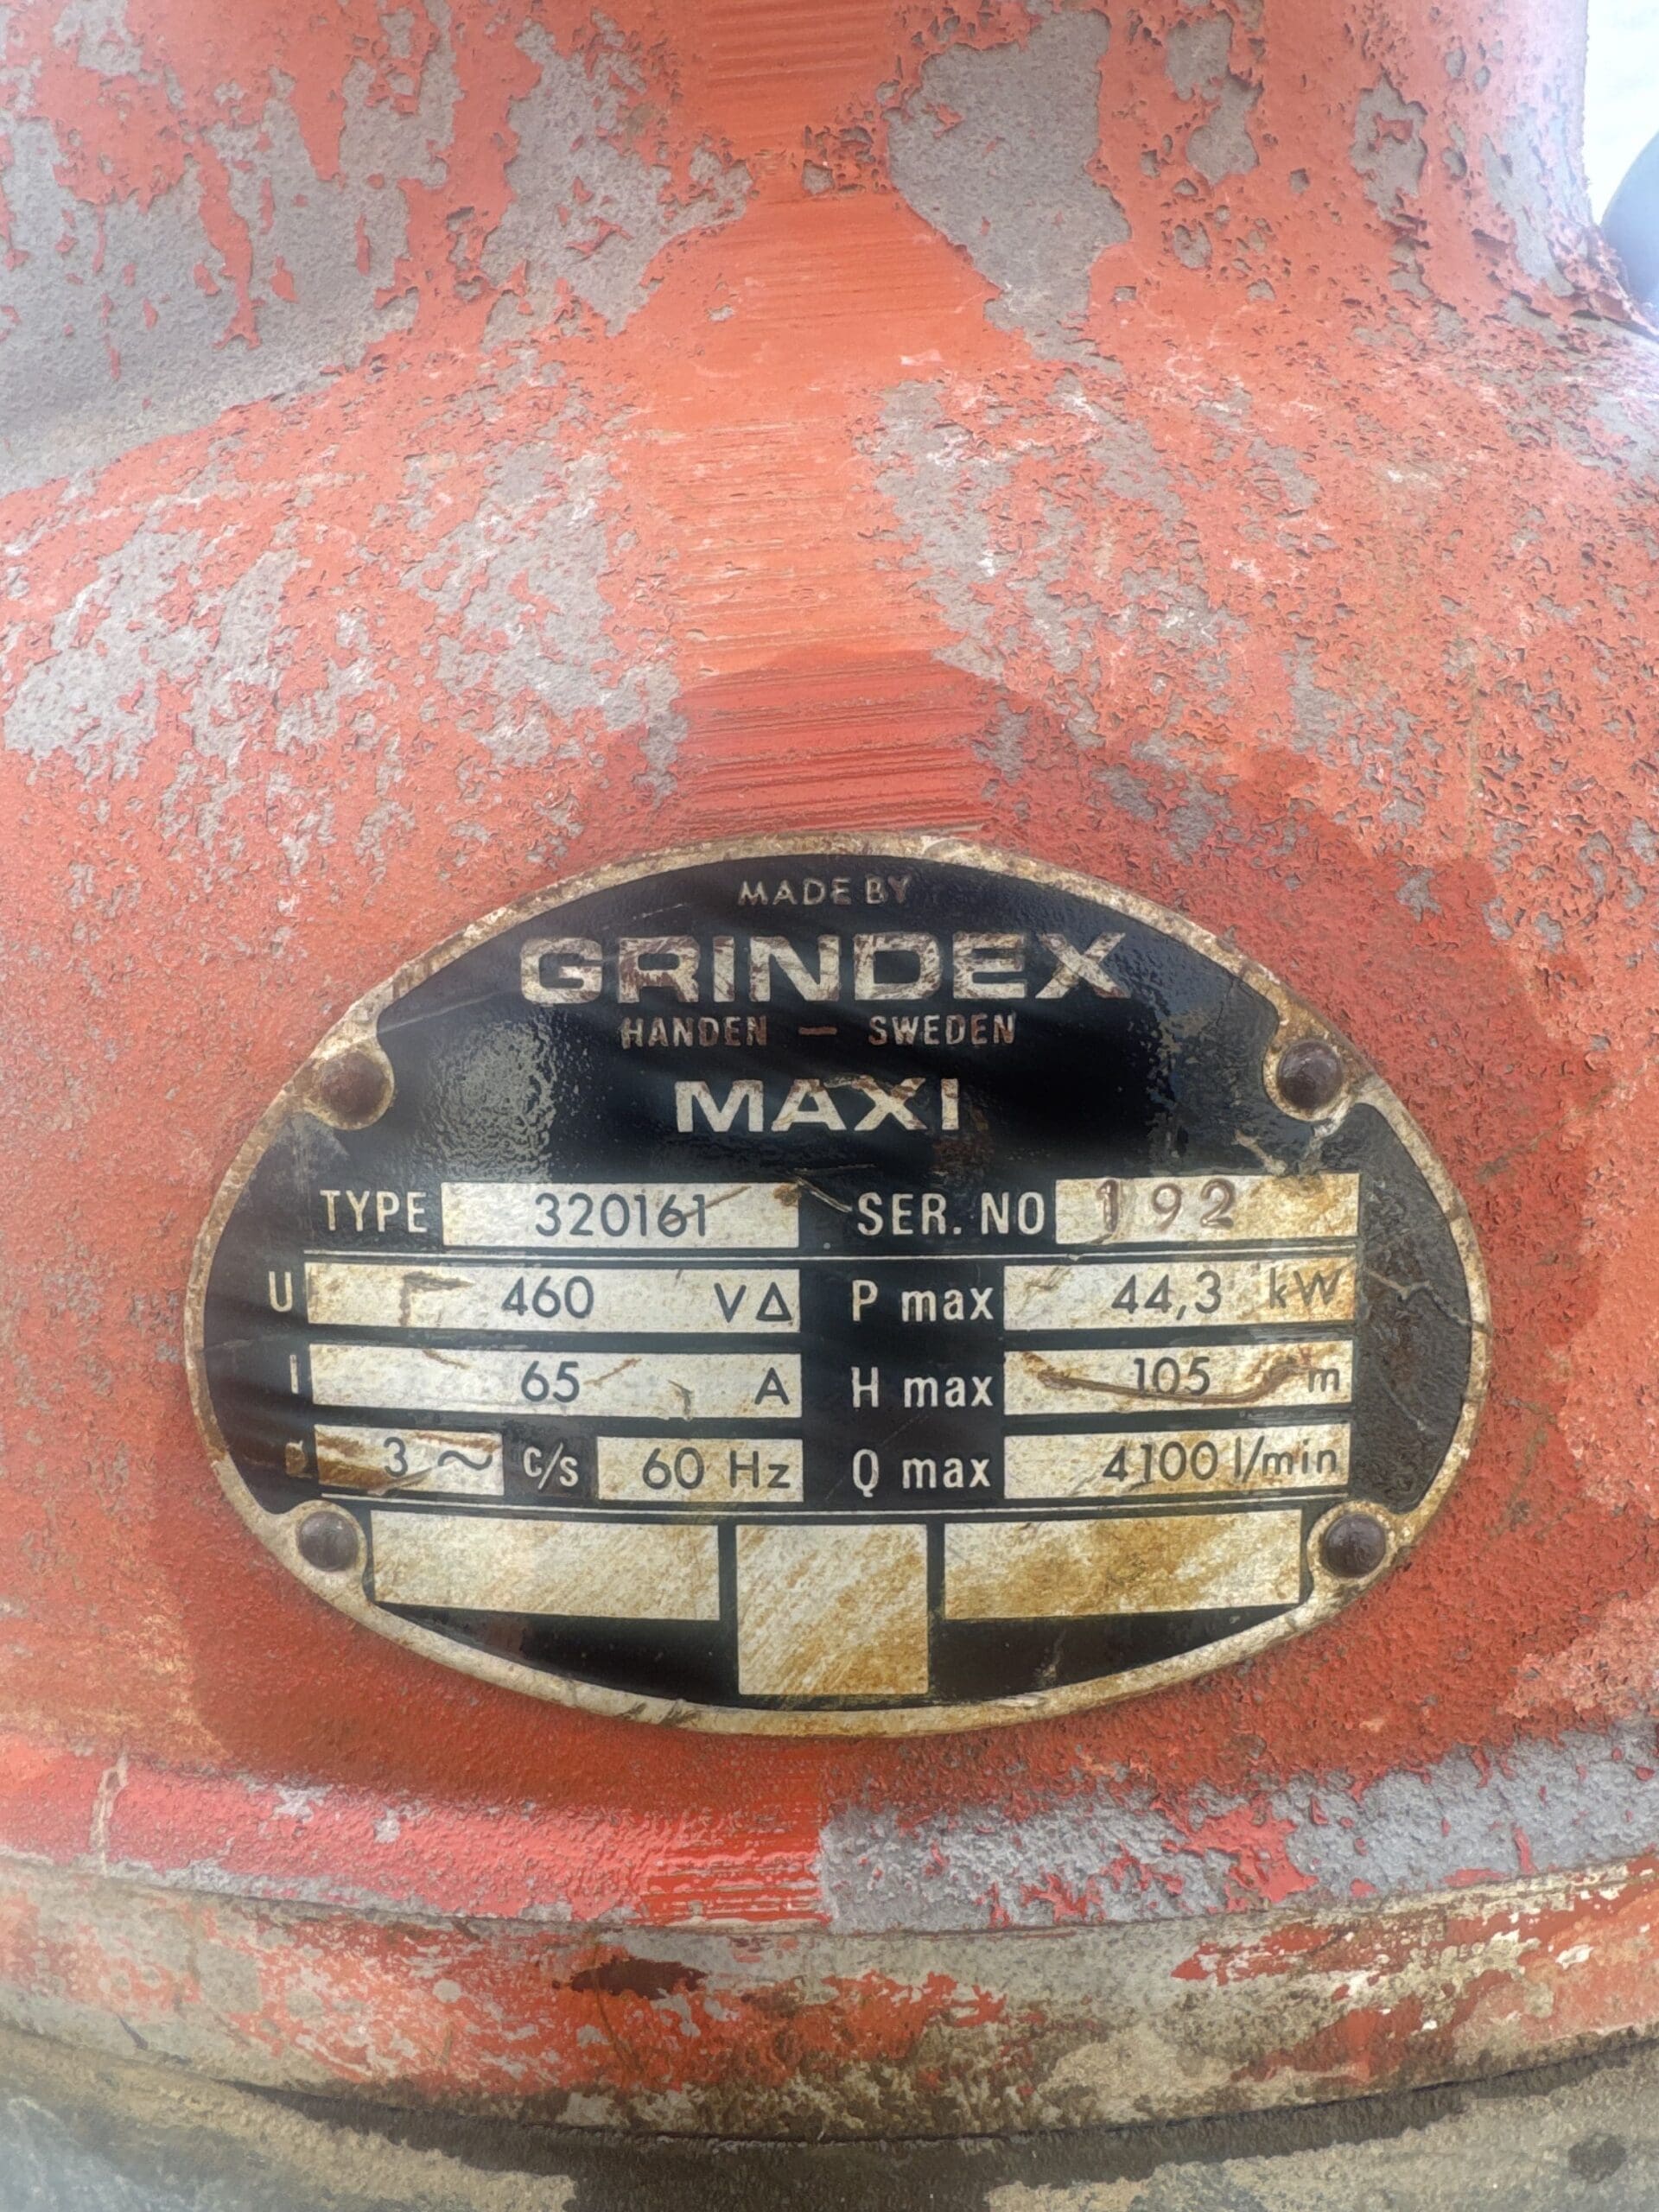 MADE BY
GRINDEX
HANDEN — SWEDEN
MAXI
TYPE 320161 SER. NO 192
U 460 V∆ P max 44,3 kW
I 65 A H max 105 m
3 ~ c/s 60 Hz Q max 4100 l/min